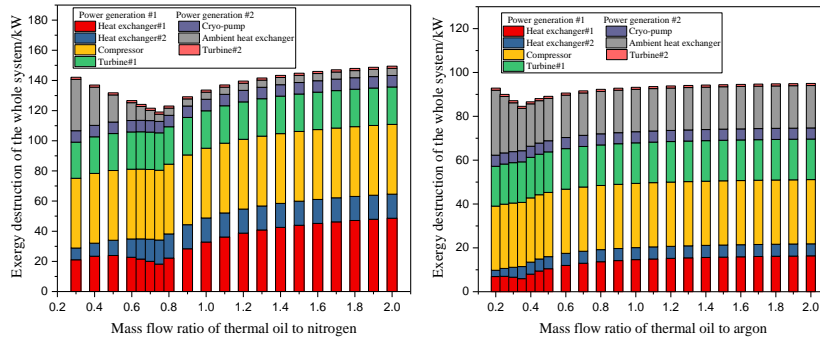 Exergy destruction of the whole system/kW
180
160
140
120
100
80
60
40
20
0
Power generation #1 Power generation #2
Heat exchanger#1 Cryo-pump
Heat exchanger#2 Ambient heat exchanger
Compressor Turbine#2
Turbine#1
0.4 0.6 0.8 1.0 1.2 1.4 1.6 1.8 2.0
Mass flow ratio of thermal oil to nitrogen
Exergy destruction of the whole system/kW
120
100
80
60
40
20
0
Power generation #1 Power generation #2
Heat exchanger#1 Cryo-pump
Heat exchanger#2 Ambient heat exchanger
Compressor Turbine#2
Turbine#1
0.2 0.4 0.6 0.8 1.0 1.2 1.4 1.6 1.8 2.0
Mass flow ratio of thermal oil to argon